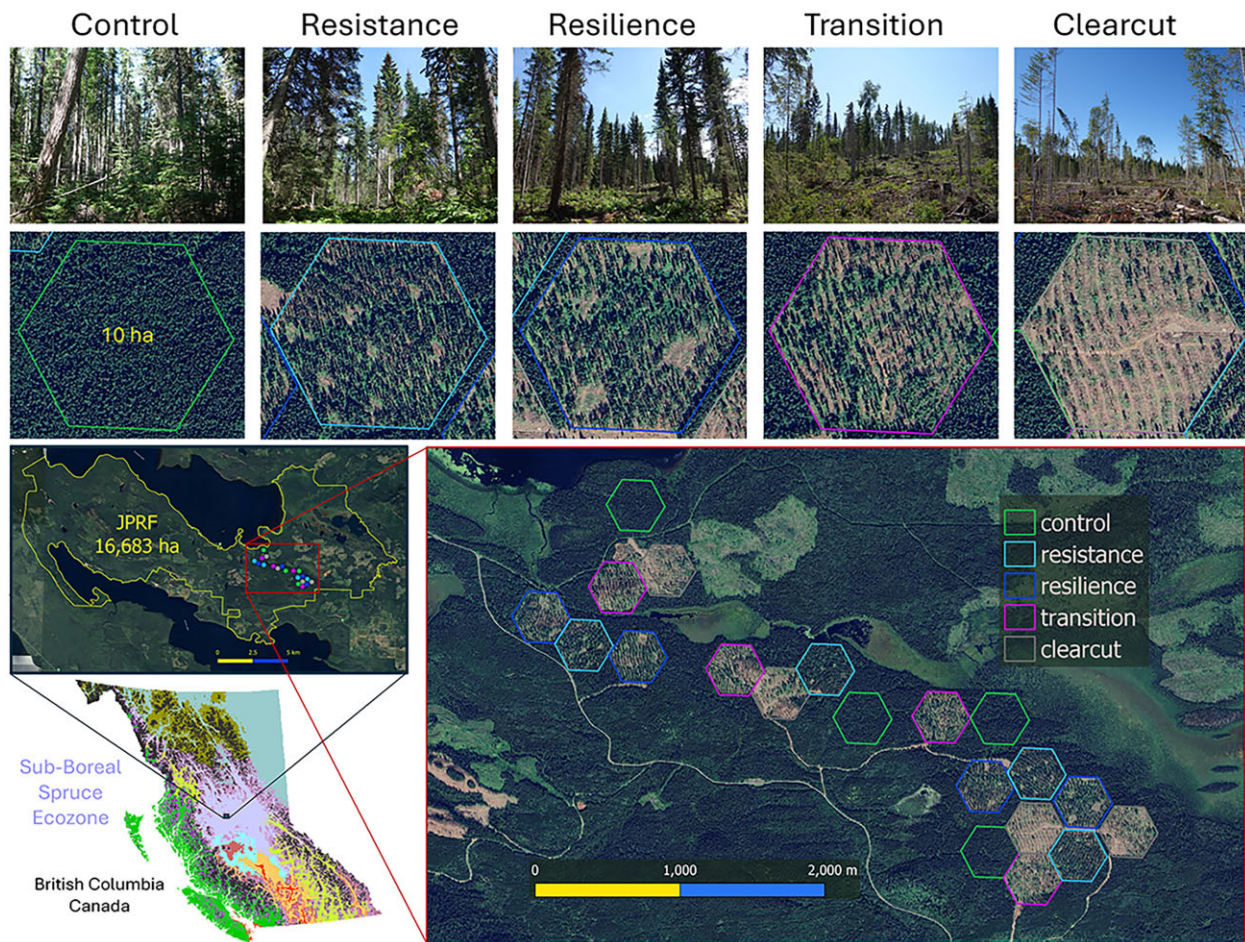 Control
Resistance
Resilience
Transition
Clearcut
10 ha
JPRF
16,683 ha
0
2.5
5 km
control
resistance
resilience
transition
clearcut
Sub-Boreal
Spruce
Ecozone
British Columbia
Canada
0
1,000
2,000 m